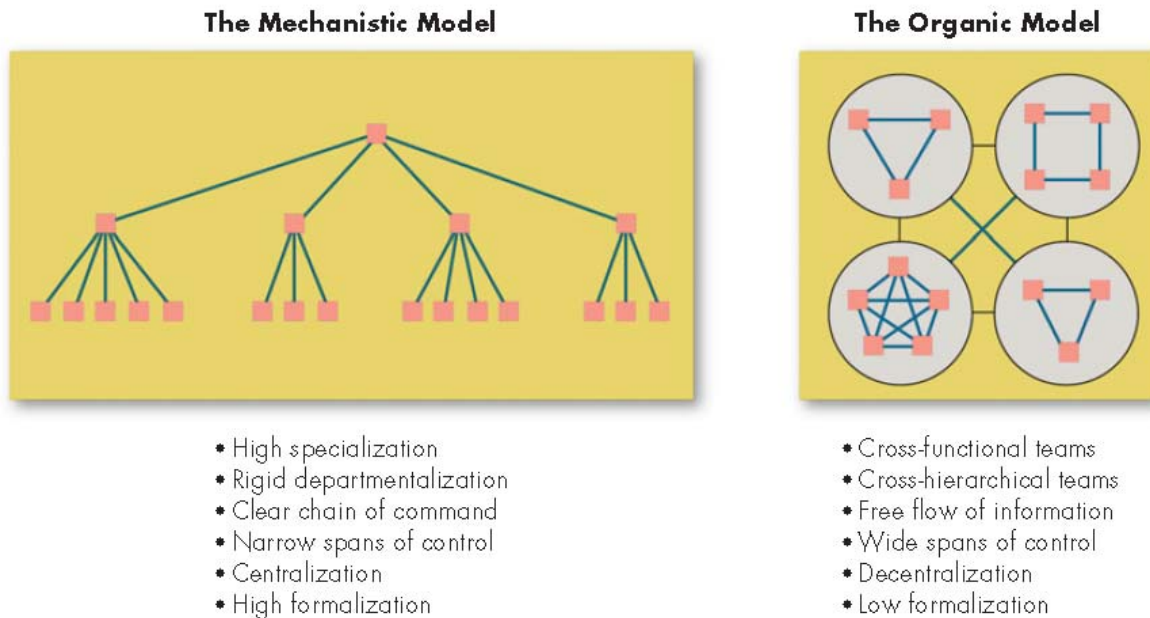 The Mechanistic Model
• High specialization
• Rigid departmentalization
• Clear chain of command
• Narrow spans of control
• Centralization
• High formalization
The Organic Model
• Cross-functional teams
• Cross-hierarchical teams
• Free flow of information
• Wide spans of control
• Decentralization
• Low formalization